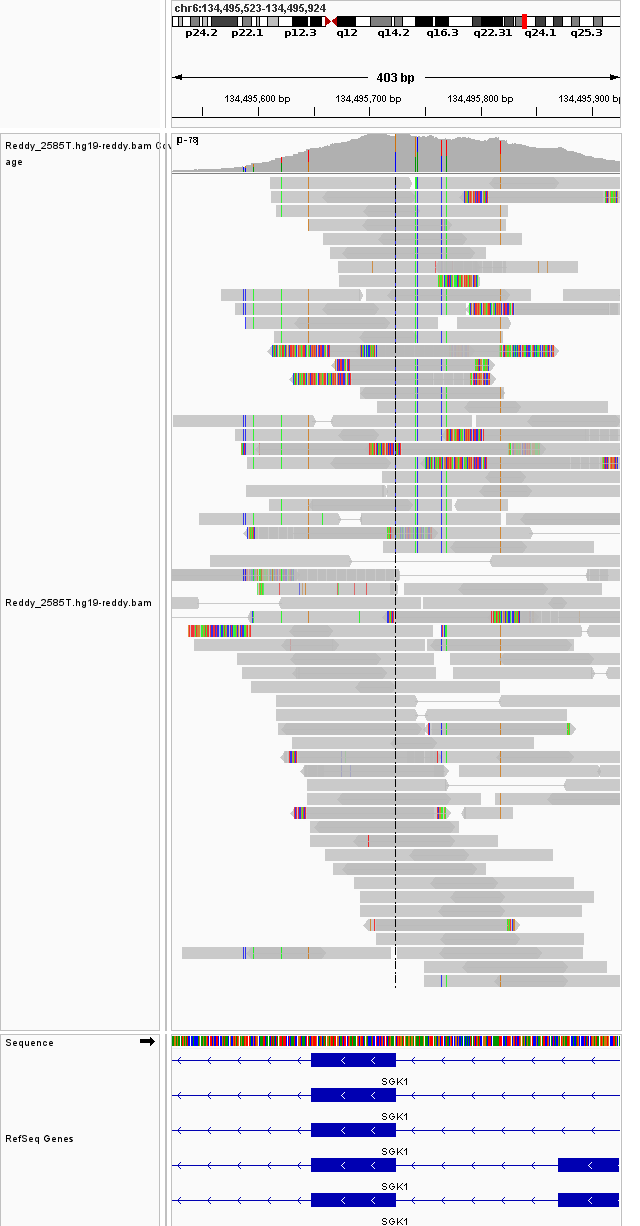 chr6:134,495,523-134,495,924
p24.2 p22.1 p12.3 q12 q14.2 q16.3 q22.31 q24.1 q25.3
403 bp
134,495,600 bp 134,495,700 bp 134,495,800 bp 134,495,900 bp
Reddy_2585T.hg19-reddy.bam Cov
age
[0-78]
Reddy_2585T.hg19-reddy.bam
Sequence
SGK1
SGK1
RefSeq Genes
SGK1
SGK1
SGK1